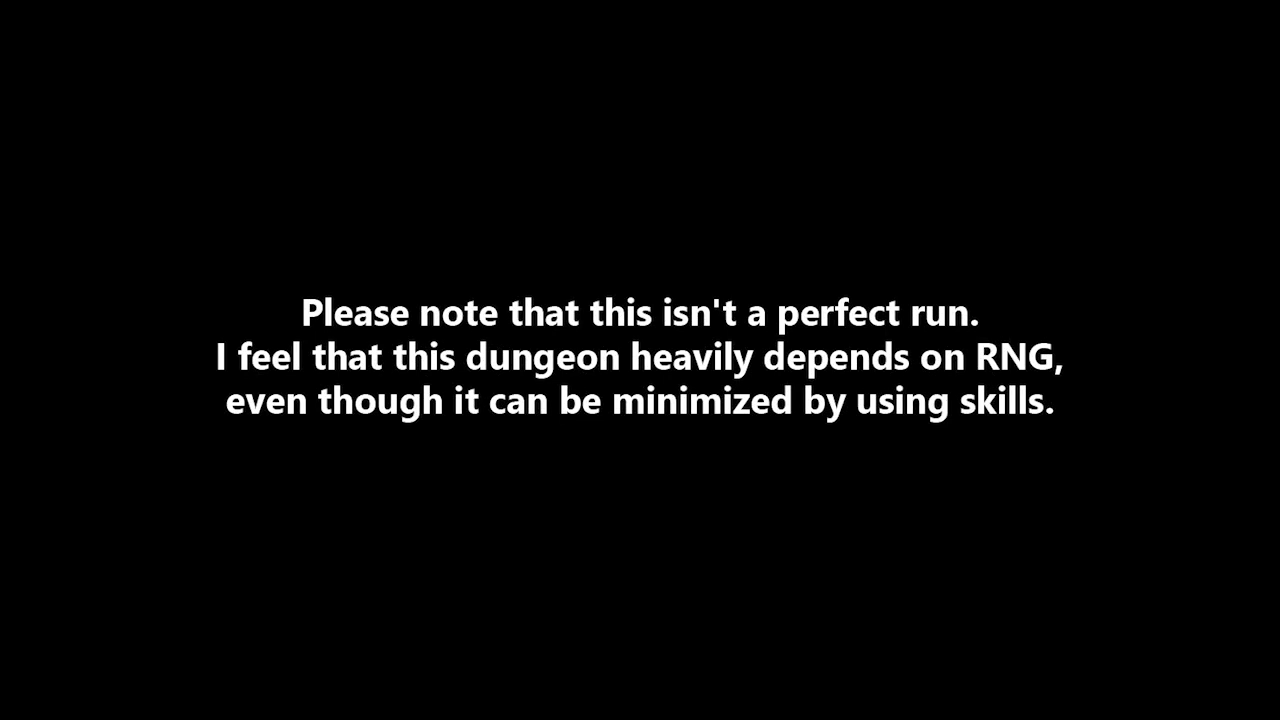 Please note that this isn't a perfect run.
I feel that this dungeon heavily depends on RNG,
even though it can be minimized by using skills.